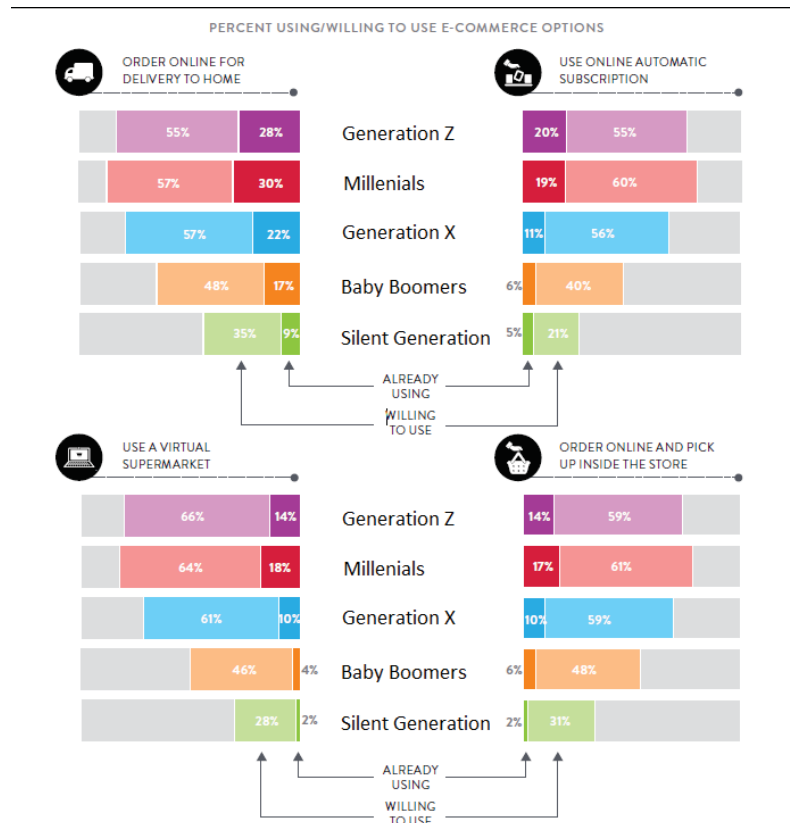 PERCENT USING/WILLING TO USE E-COMMERCE OPTIONS
ORDER ONLINE FOR
DELIVERY TO HOME
USE ONLINE AUTOMATIC
SUBSCRIPTION
55% 28% Generation Z 20% 55%
57% 30% Millenials 19% 60%
57% 22% Generation X 11% 56%
48% 17% Baby Boomers 6% 40%
35% 9% Silent Generation 5% 21%
ALREADY
USING
WILLING
TO USE
USE A VIRTUAL
SUPERMARKET
ORDER ONLINE AND PICK
UP INSIDE THE STORE
66% 14% Generation Z 14% 59%
64% 18% Millenials 17% 61%
61% 10% Generation X 10% 59%
46% 4% Baby Boomers 6% 48%
28% 2% Silent Generation 2% 31%
ALREADY
USING
WILLING
TO USE